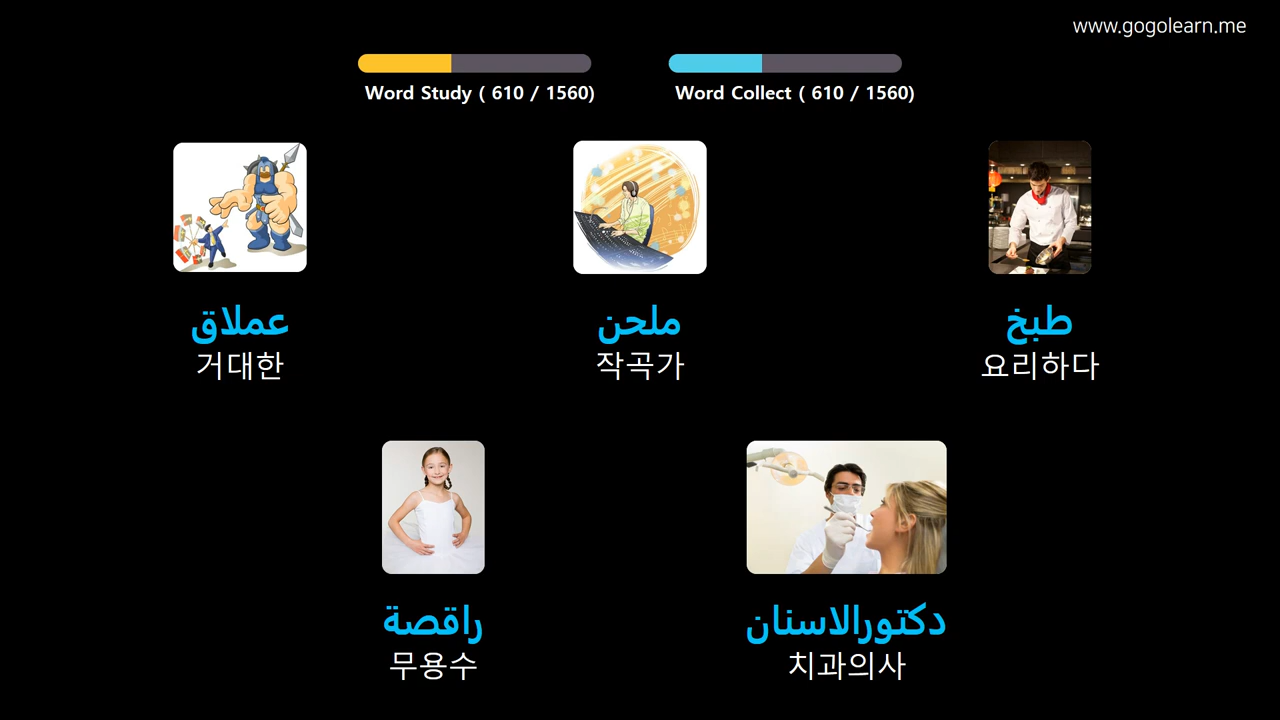 www.gogolearn.me
Word Study ( 610 / 1560)
Word Collect ( 610 / 1560)
عملاق
거대한
ملحن
작곡가
طبخ
요리하다
راقصة
무용수
دكتورالاسنان
치과의사